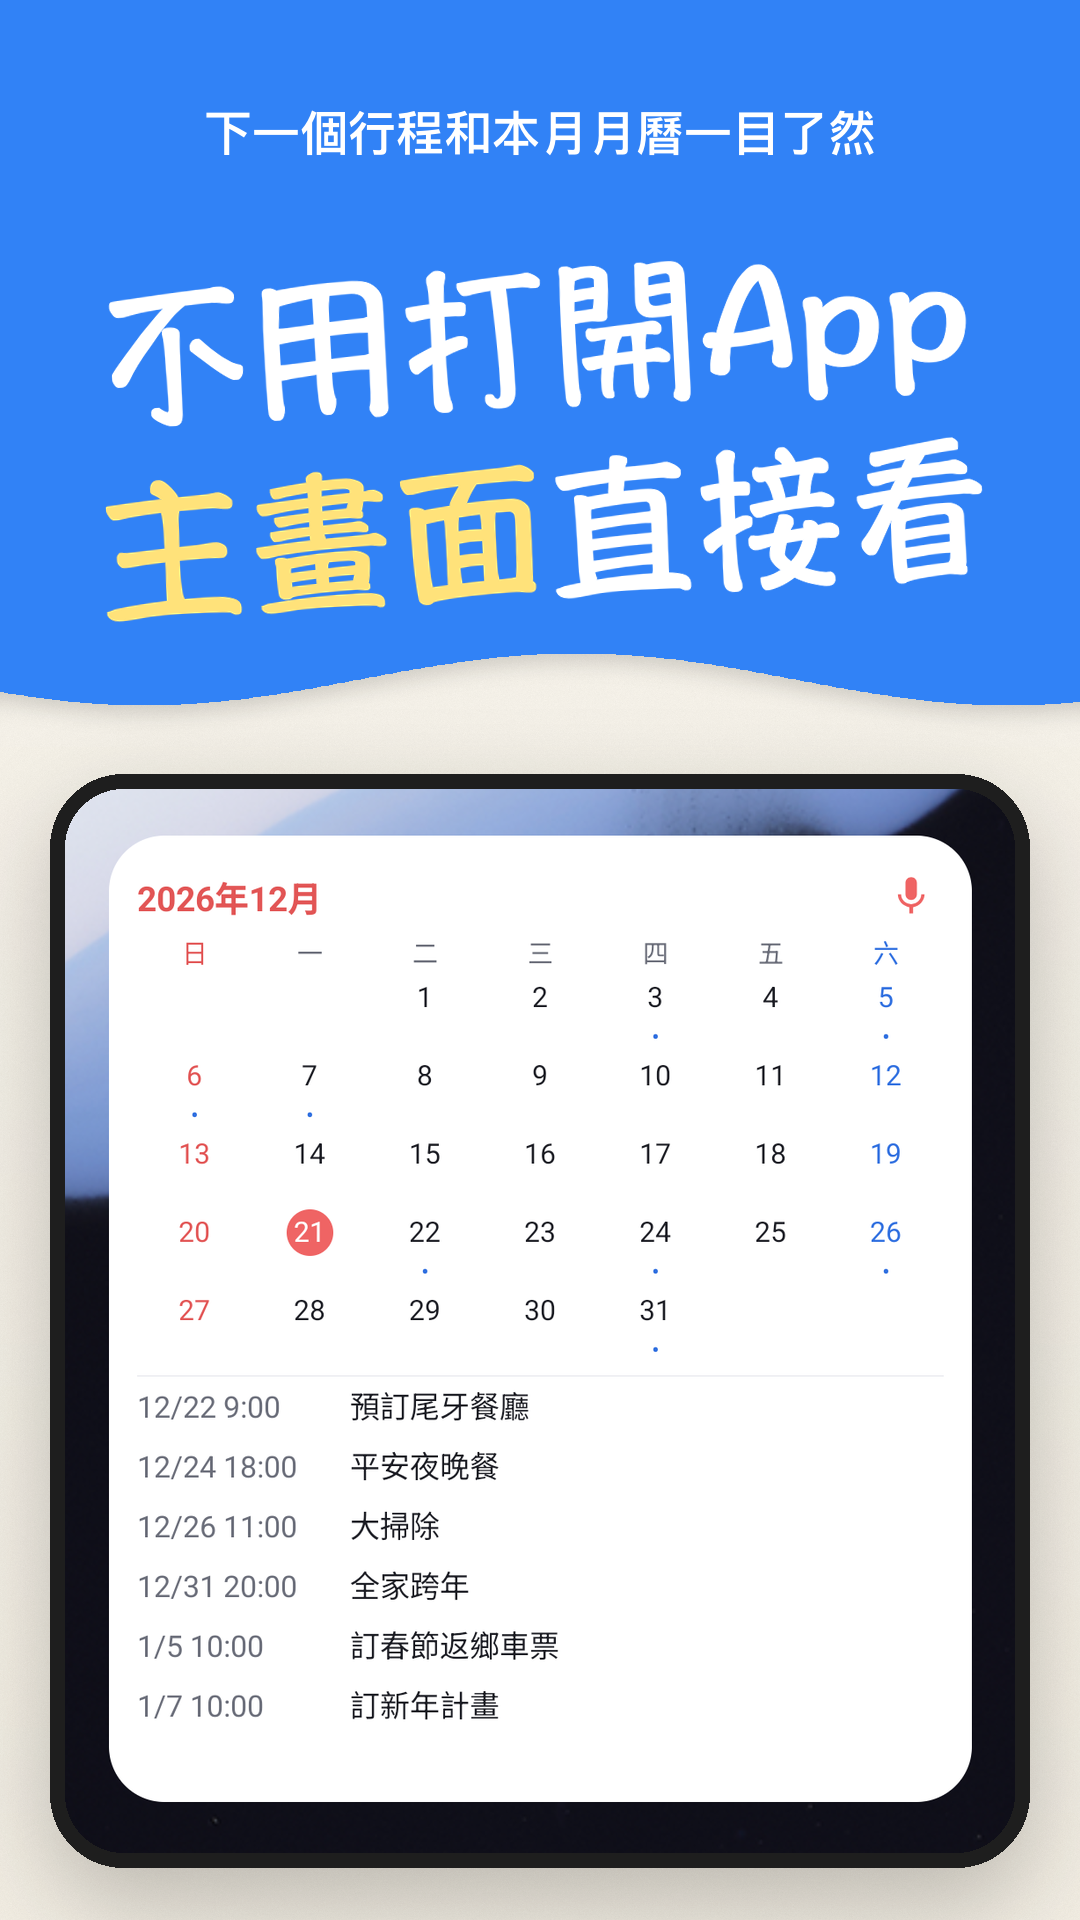 下一個行程和本月月曆一目了然
不用打開App
主畫面直接看
2026年12月
日 一 二 三 四 五 六
1 2 3 4 5
6 7 8 9 10 11 12
13 14 15 16 17 18 19
20 21 22 23 24 25 26
27 28 29 30 31
12/22 9:00 預訂尾牙餐廳
12/24 18:00 平安夜晚餐
12/26 11:00 大掃除
12/31 20:00 全家跨年
1/5 10:00 訂春節返鄉車票
1/7 10:00 訂新年計畫